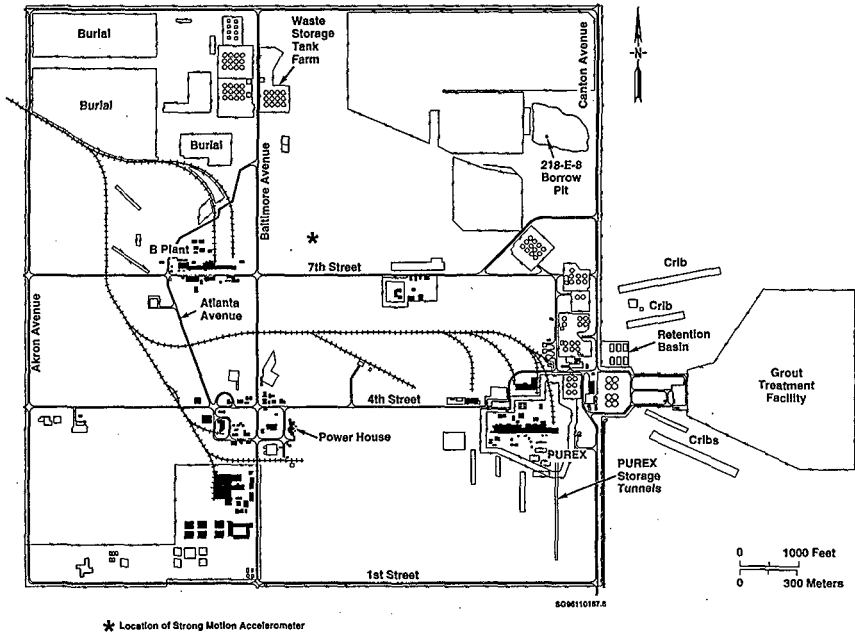 Burial
Waste
Storage
Tank
Farm
Canton Avenue
N
Burial
Burial
218-E-8
Borrow
Pit
Baltimore Avenue
B Plant
7th Street
Crib
Atlanta
Avenue
Crib
Akron Avenue
Retention
Basin
Grout
Treatment
Facility
4th Street
Power House
Cribs
PUREX
PUREX
Storage
Tunnels
0 1000 Feet
0 300 Meters
1st Street
SG96110167.6
* Location of Strong Motion Accelerometer